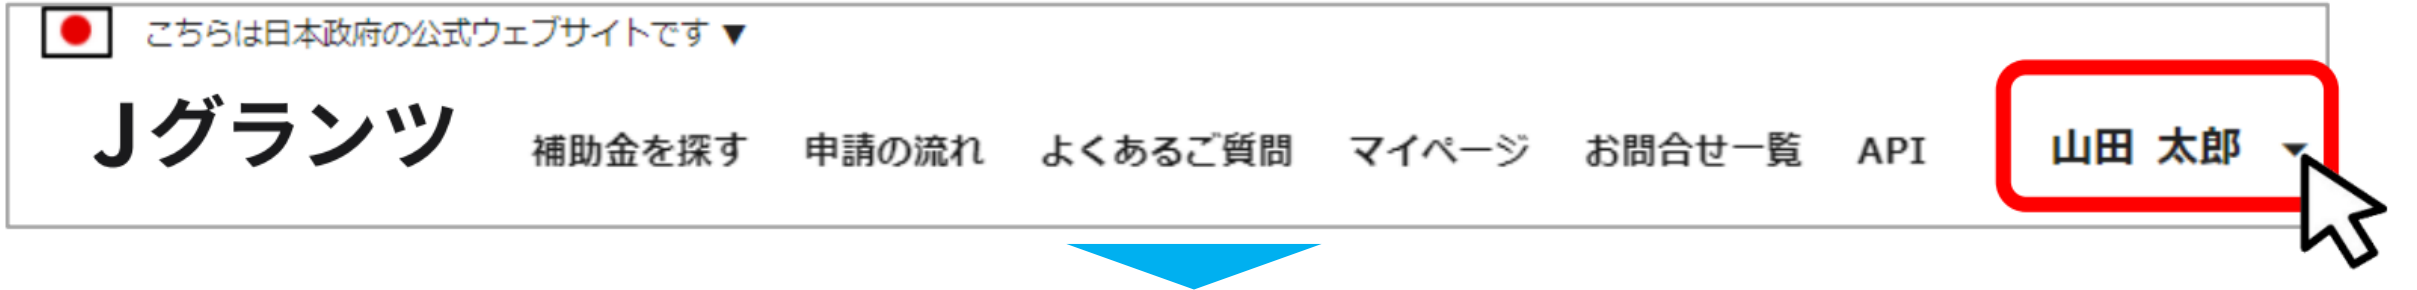 こちらは日本政府の公式ウェブサイトです ▼
Jグランツ 補助金を探す 申請の流れ よくあるご質問 マイページ お問合せ一覧 API 山田 太郎